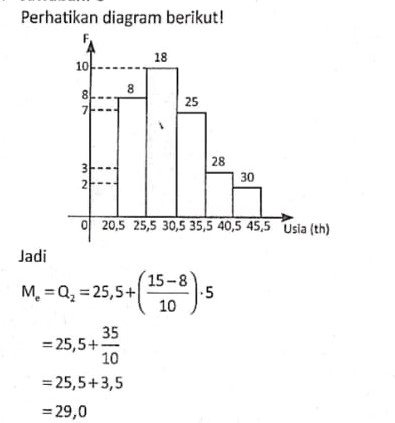 Perhatikan diagram berikut!
F
18
10
8
8
7
25
28
3
30
2
0 20,5 25,5 30,5 35,5 40,5 45,5 Usia (th)
Jadi
Mₑ = Q₂ = 25,5 + ((15 – 8)/10) · 5
= 25,5 + 35/10
= 25,5 + 3,5
= 29,0